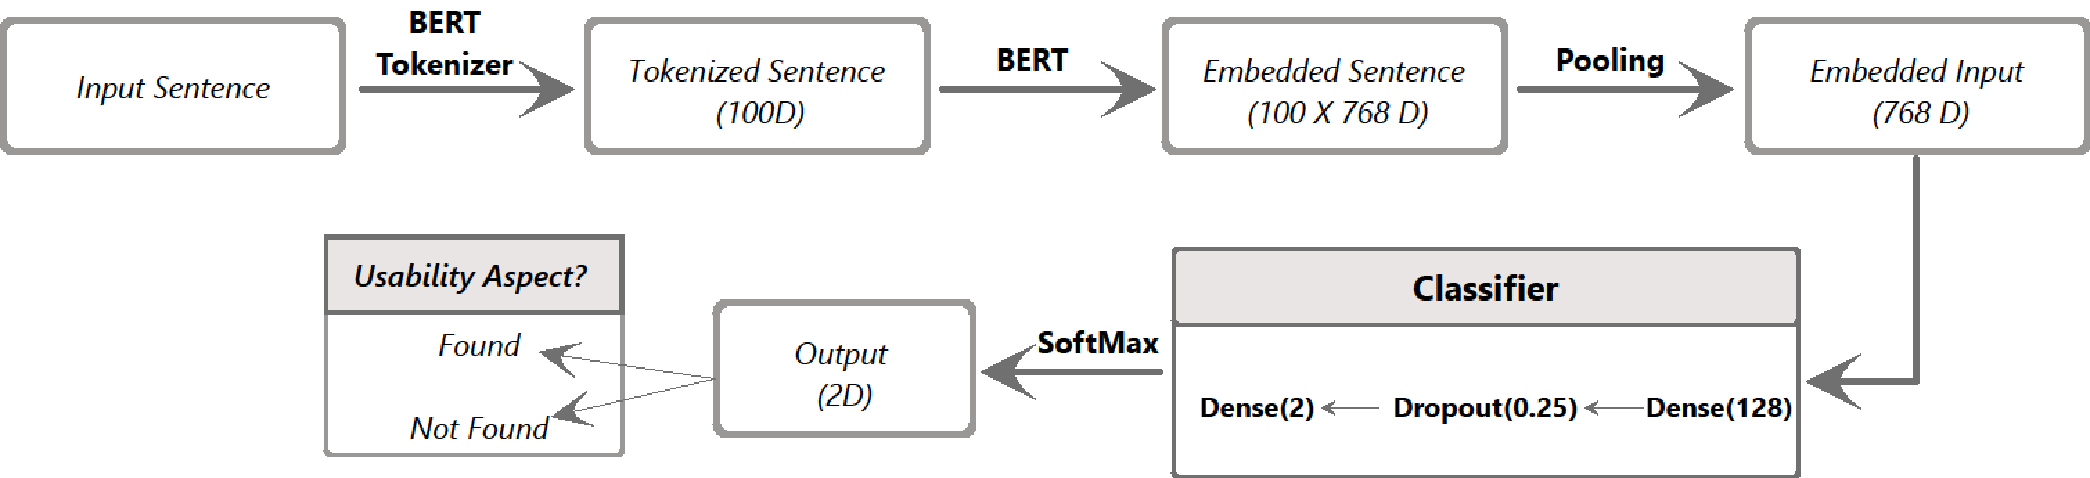 Input Sentence
BERT
Tokenizer
Tokenized Sentence
(100D)
BERT
Embedded Sentence
(100 X 768 D)
Pooling
Embedded Input
(768 D)
Classifier
Dense(128)
Dropout(0.25)
Dense(2)
SoftMax
Output
(2D)
Usability Aspect?
Found
Not Found